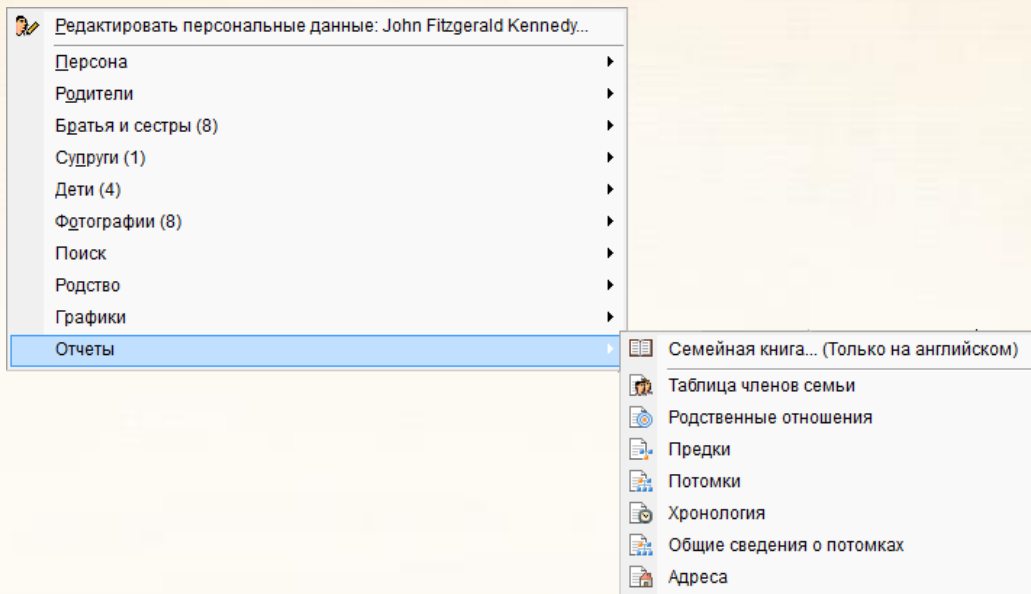 Редактировать персональные данные: John Fitzgerald Kennedy...
Персона
Родители
Братья и сестры (8)
Супруги (1)
Дети (4)
Фотографии (8)
Поиск
Родство
Графики
Отчеты
Семейная книга... (Только на английском)
Таблица членов семьи
Родственные отношения
Предки
Потомки
Хронология
Общие сведения о потомках
Адреса